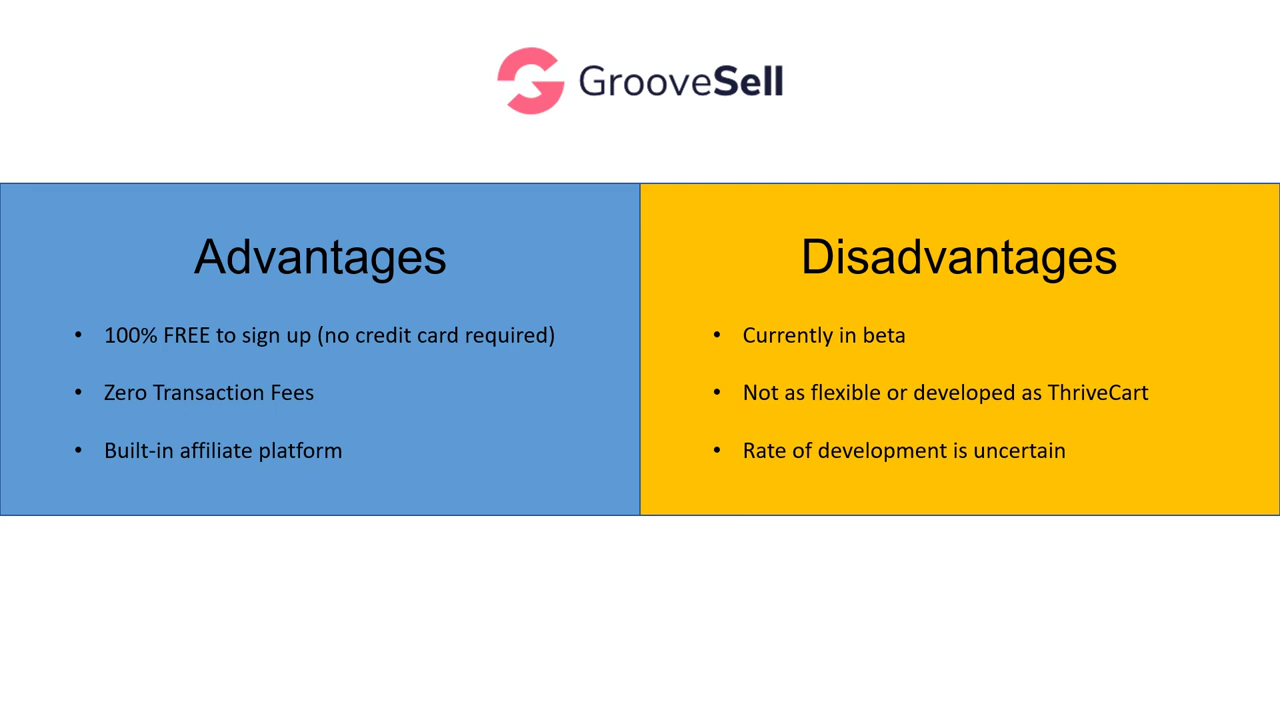 GrooveSell
Advantages
• 100% FREE to sign up (no credit card required)
• Zero Transaction Fees
• Built-in affiliate platform
Disadvantages
• Currently in beta
• Not as flexible or developed as ThriveCart
• Rate of development is uncertain